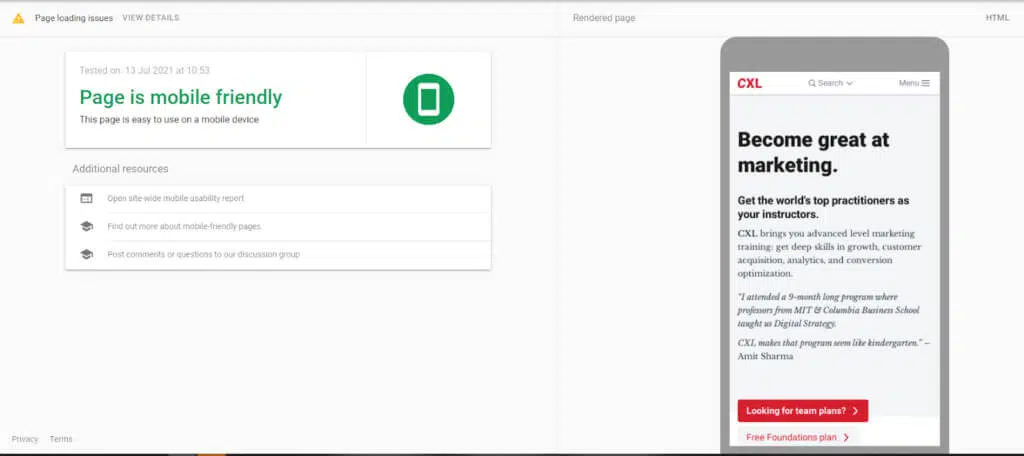 Page loading issues VIEW DETAILS
Tested on: 13 Jul 2021 at 10:53
Page is mobile friendly
This page is easy to use on a mobile device
Additional resources
Open site-wide mobile usability report
Find out more about mobile-friendly pages
Post comments or questions to our discussion group
Privacy Terms
Rendered page HTML
CXL Search Menu
Become great at
marketing.
Get the world's top practitioners as
your instructors.
CXL brings you advanced level marketing
training: get deep skills in growth, customer
acquisition, analytics, and conversion
optimization.
"I attended a 9-month long program where
professors from MIT & Columbia Business School
taught us Digital Strategy.
CXL makes that program seem like kindergarten." –
Amit Sharma
Looking for team plans?
Free Foundations plan